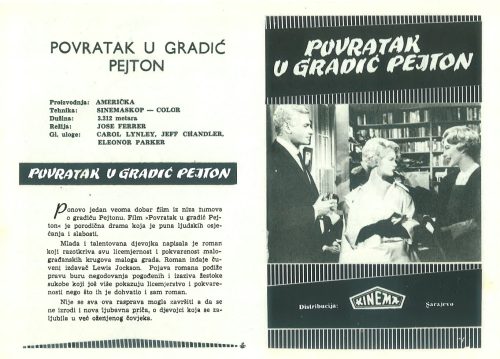 POVRATAK U GRADIĆ
PEJTON
Proizvodnja: AMERIČKA
Tehnika: SINEMASKOP — COLOR
Dužina: 3.312 metara
Režija: JOSE FERRER
Gl. uloge: CAROL LYNLEY, JEFF CHANDLER,
ELEONOR PARKER
POVRATAK U GRADIĆ PEJTON
Ponovo jedan veoma dobar film iz niza rumova
o gradiću Pejtonu. Film »Povratak u gradić Pej-
ton« je porodična drama koja je puna ljudskih osje-
ćanja i slabosti.
Mlada i talentovana djevojka napisala je roman
koji razotkriva svu licemjernost i pokvarenost malo-
građanskih krugova maloga grada. Roman izdaje ču-
veni izdavač Lewis Jockson. Pojava romana podiže
pravu buru negodovanja pogođenih i izaziva žestoke
sukobe koji još više pokazuju licemjerstvo i pokvare-
nost nego što ih je dohvatio i sam roman.
Nije se sva ova rasprava mogla završiti a da se
ne izrodi i nova ljubavna priča, o djevojci koja se za-
ljubila u već oženjenog čovjeka.
POVRATAK
U GRADIĆ PEJTON
Distribucija: KINEMA Sarajevo